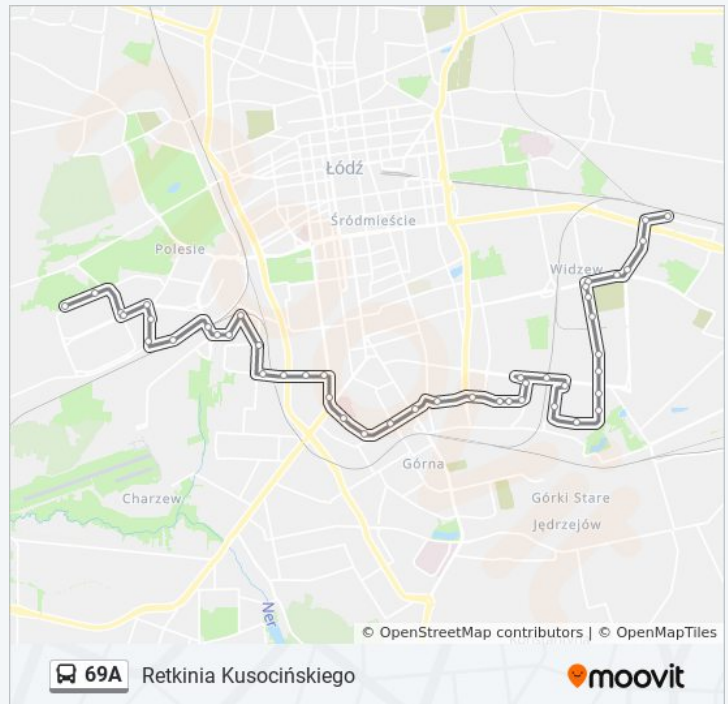 Łódź
Śródmieście
Polesie
Widzew
Górna
Charzew
Górki Stare
Jędrzejów
Ner
© OpenStreetMap contributors | © OpenMapTiles
69A Retkinia Kusocińskiego
moovit